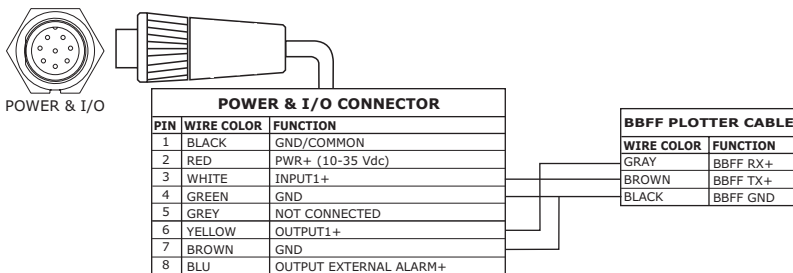 POWER & I/O
POWER & I/O CONNECTOR
PIN WIRE COLOR FUNCTION
1 BLACK GND/COMMON
2 RED PWR+ (10-35 Vdc)
3 WHITE INPUT1+
4 GREEN GND
5 GREY NOT CONNECTED
6 YELLOW OUTPUT1+
7 BROWN GND
8 BLU OUTPUT EXTERNAL ALARM+
BBFF PLOTTER CABLE
WIRE COLOR FUNCTION
GRAY BBFF RX+
BROWN BBFF TX+
BLACK BBFF GND